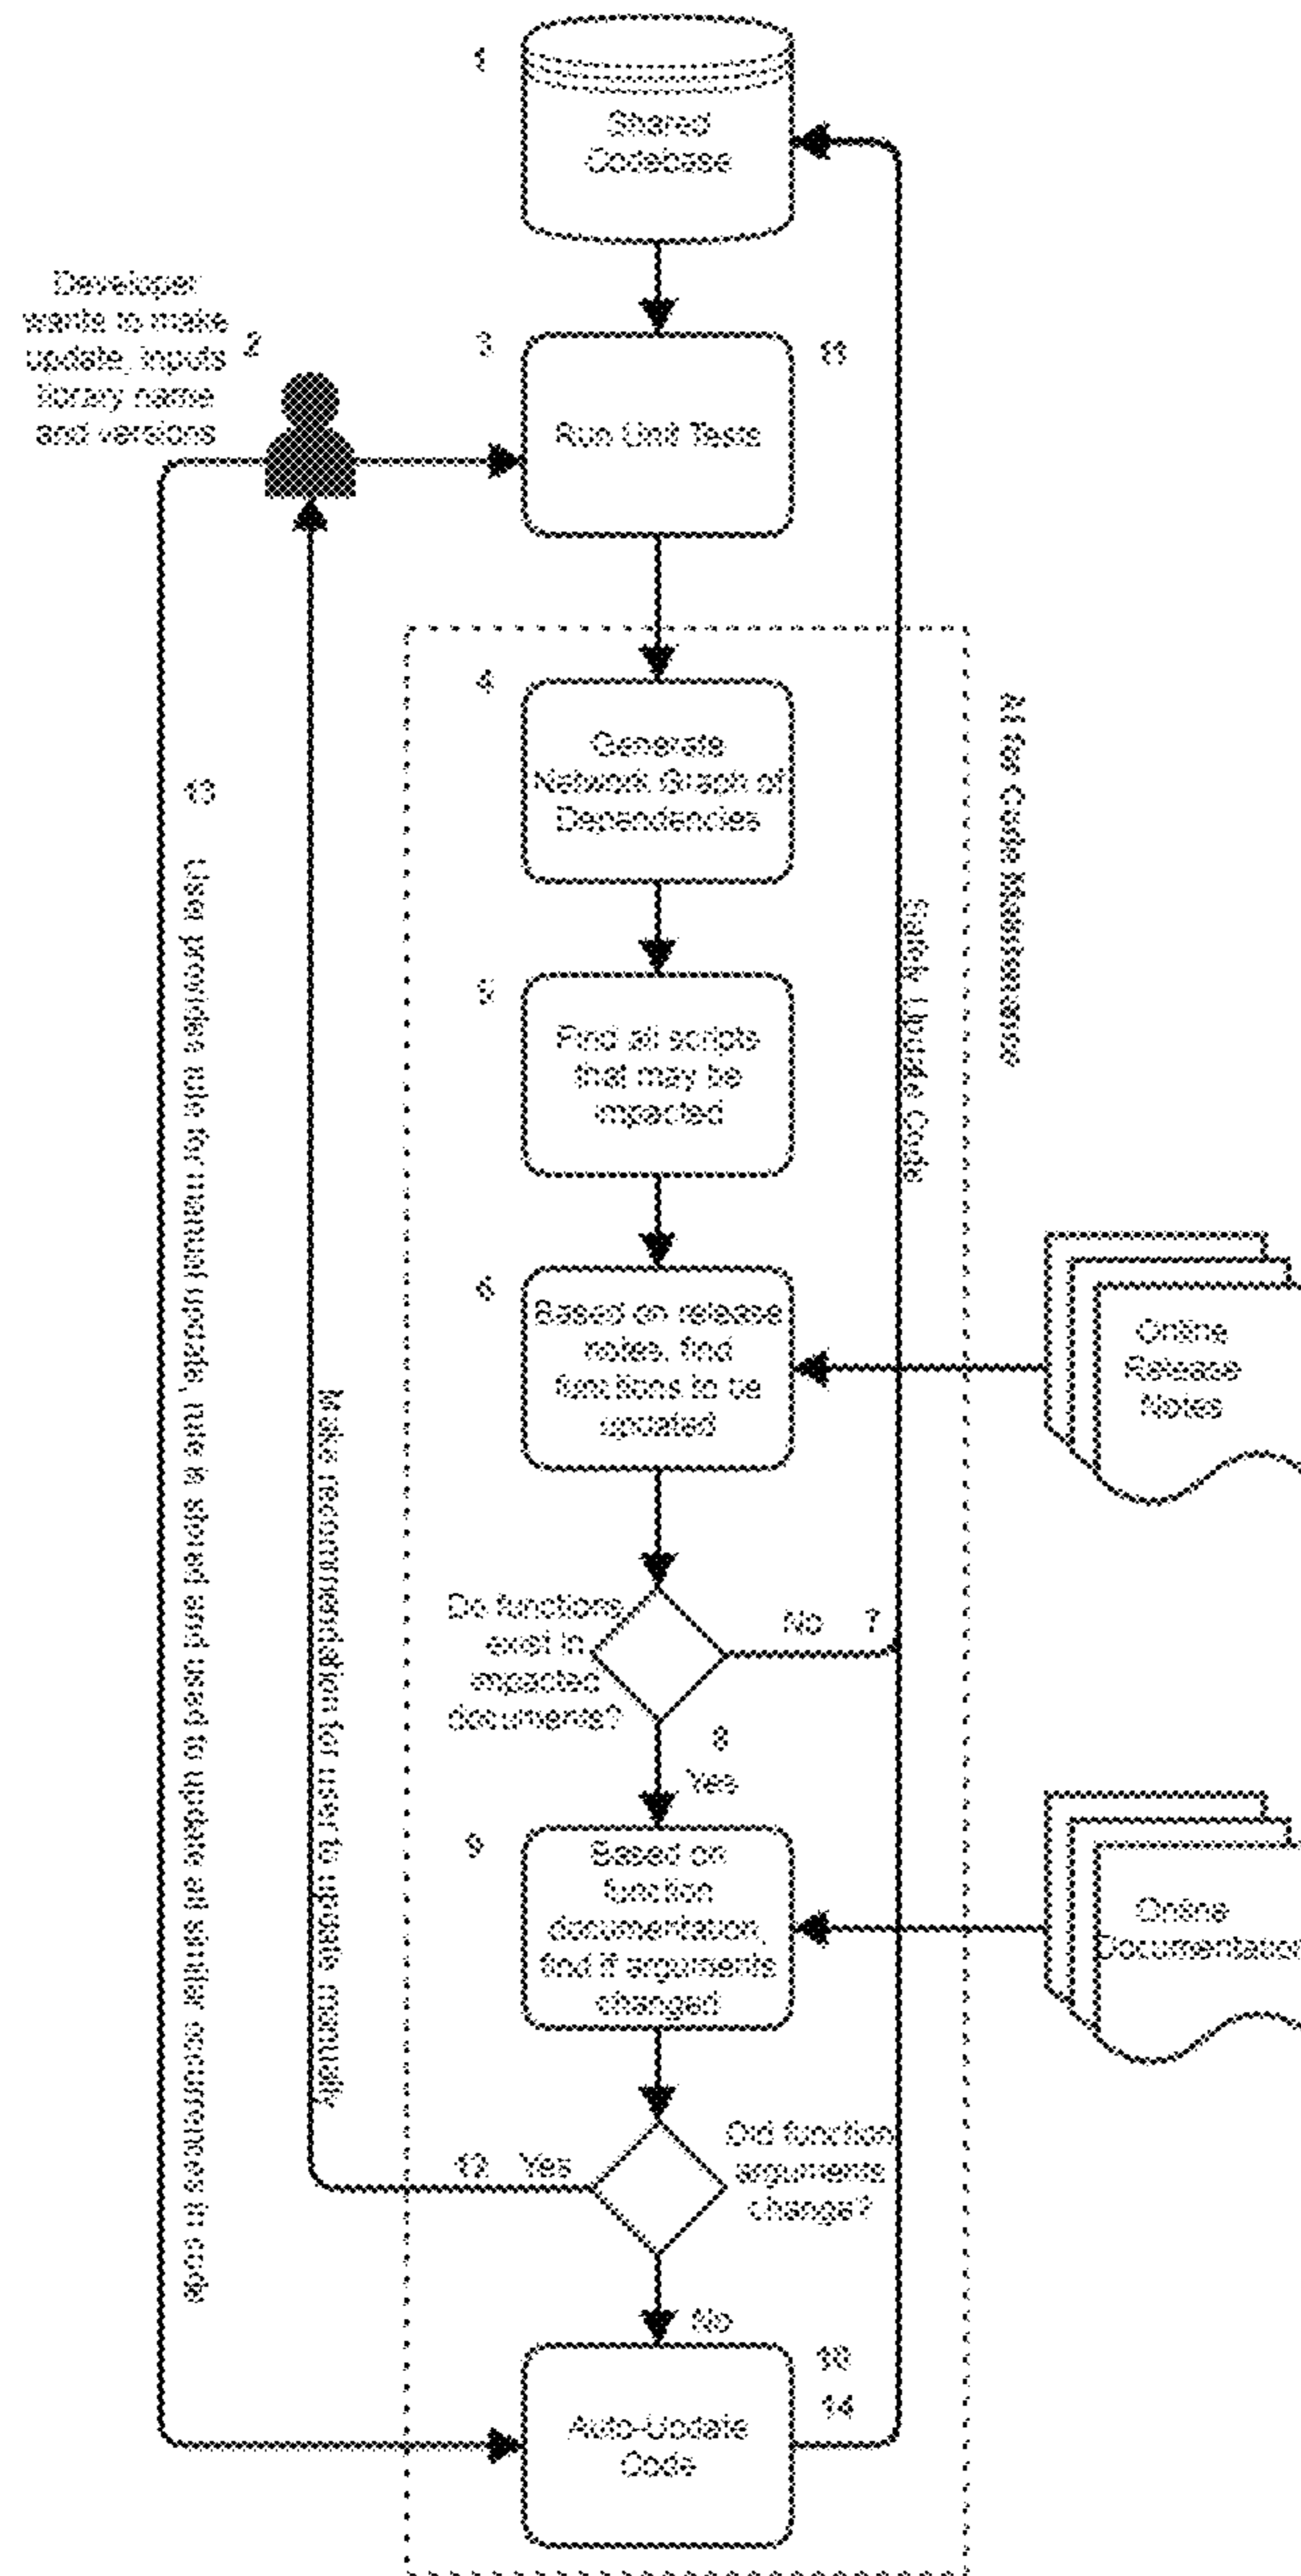 1
Shared
Codebase
Developer
wants to make
update, inputs
library name
and versions
2
3
11
Run Unit Tests
4
Generate
Network Graph of
Dependencies
AI for Code Maintenance
13
User provides rule for manual update, rule is stored and used to update all similar occurrences in code
Safely Update Code
5
Find all scripts
that may be
impacted
6
Based on release
notes, find
functions to be
updated
Online
Release
Notes
Make recommendation for user to update manually
Do functions
exist in
impacted
documents?
No 7
8
Yes
9
Based on
function
documentation,
find if arguments
changed
Online
Documentation
12 Yes
Did function
arguments
change?
No
10
14
Auto-Update
Code